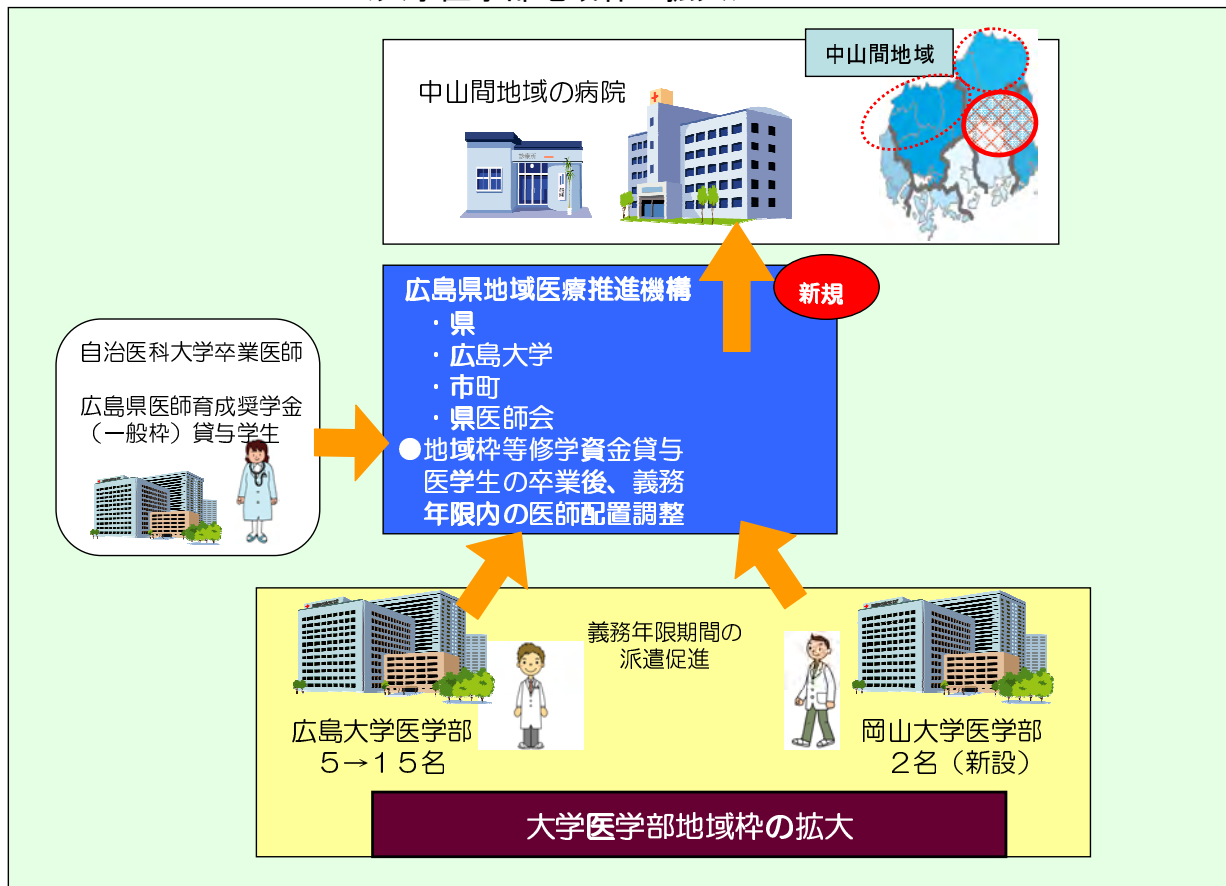 中山間地域
中山間地域の病院
診療所
広島県地域医療推進機構
・県
・広島大学
・市町
・県医師会
●地域枠等修学資金貸与
医学生の卒業後、義務
年限内の医師配置調整
新規
自治医科大学卒業医師
広島県医師育成奨学金
（一般枠）貸与学生
義務年限期間の
派遣促進
広島大学医学部
５→１５名
岡山大学医学部
２名（新設）
大学医学部地域枠の拡大